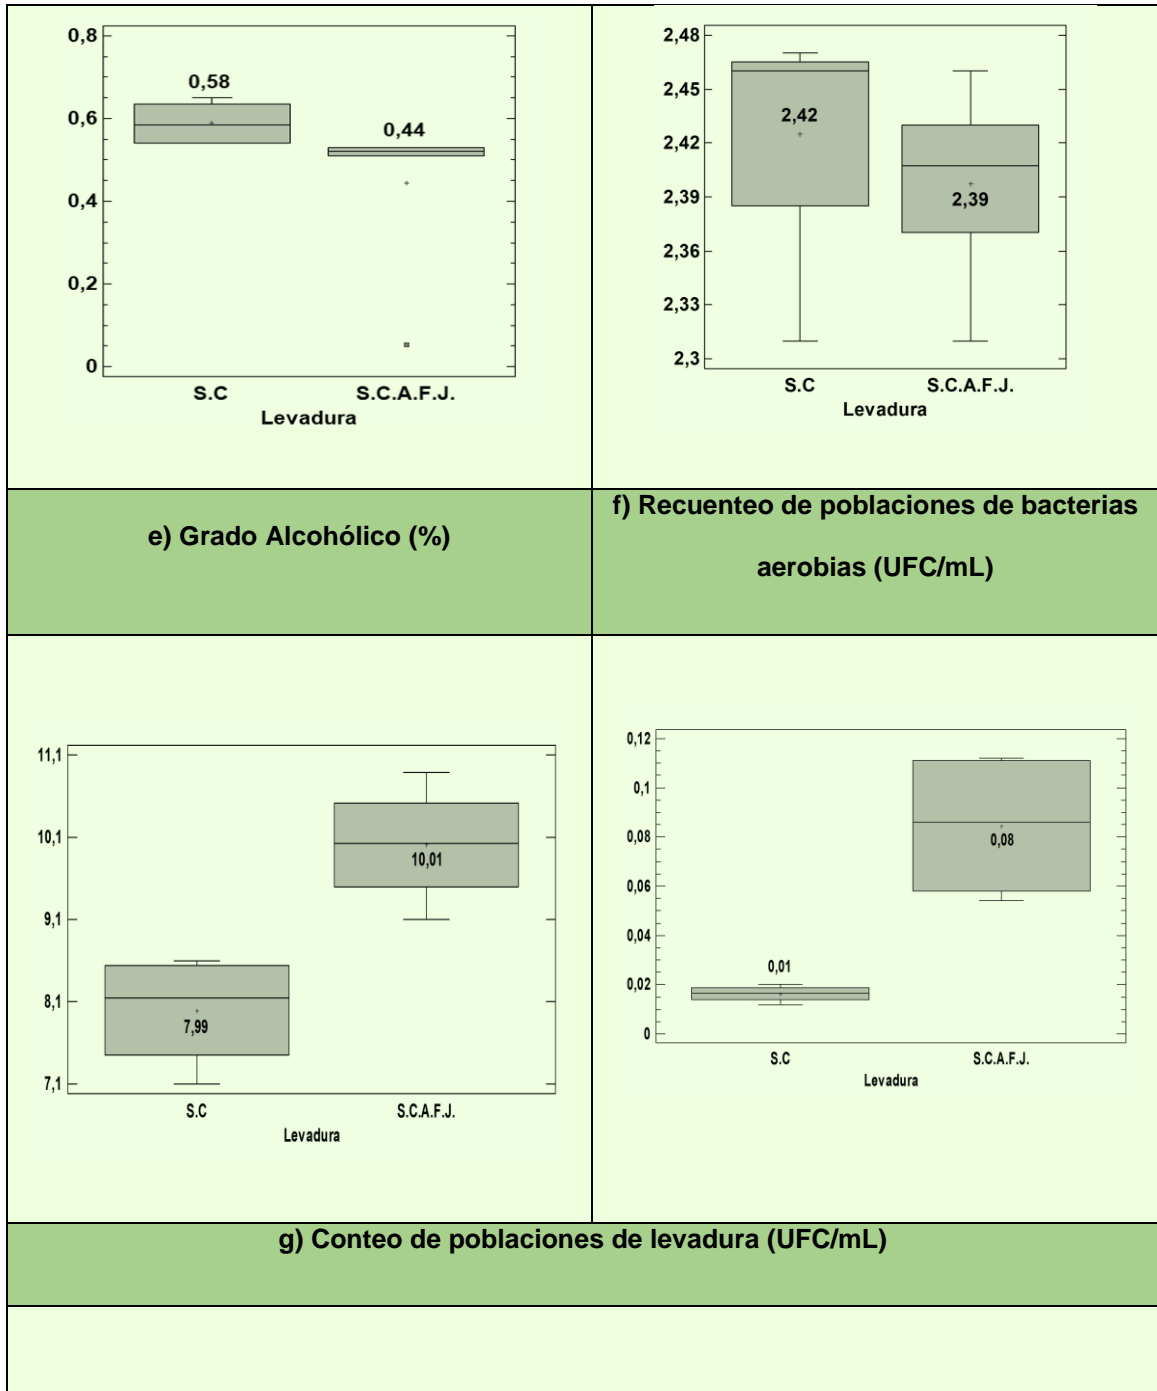 0,8
0,6
0,4
0,2
0
0,58
0,44
S.C
S.C.A.F.J.
Levadura
2,48
2,45
2,42
2,39
2,36
2,33
2,3
2,42
2,39
S.C
S.C.A.F.J.
Levadura
e) Grado Alcohólico (%)
f) Recuenteo de poblaciones de bacterias
aerobias (UFC/mL)
11,1
10,1
9,1
8,1
7,1
7,99
10,01
S.C
S.C.A.F.J.
Levadura
0,12
0,1
0,08
0,06
0,04
0,02
0
0,01
0,08
S.C
S.C.A.F.J.
Levadura
g) Conteo de poblaciones de levadura (UFC/mL)